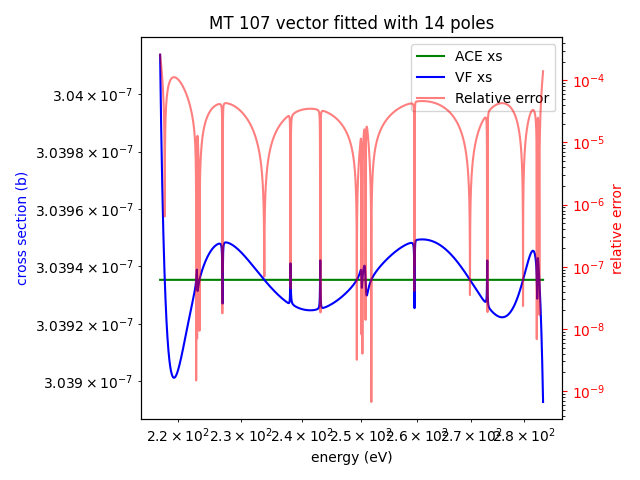 MT 107 vector fitted with 14 poles
ACE xs
VF xs
Relative error
3.04 × 10⁻⁷
3.0398 × 10⁻⁷
3.0396 × 10⁻⁷
3.0394 × 10⁻⁷
3.0392 × 10⁻⁷
3.039 × 10⁻⁷
cross section (b)
10⁻⁴
10⁻⁵
10⁻⁶
10⁻⁷
10⁻⁸
10⁻⁹
relative error
2.2 × 10² 2.3 × 10² 2.4 × 10² 2.5 × 10² 2.6 × 10² 2.7 × 10² 2.8 × 10²
energy (eV)